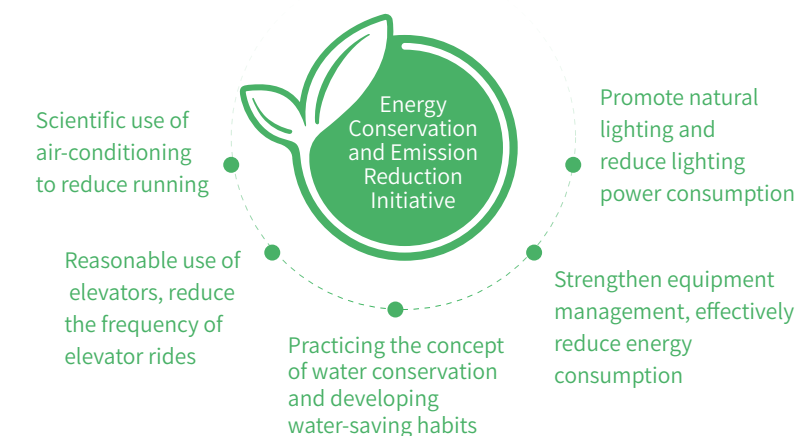 Energy
Conservation
and Emission
Reduction
Initiative
Scientific use of
air-conditioning
to reduce running
Reasonable use of
elevators, reduce
the frequency of
elevator rides
Practicing the concept
of water conservation
and developing
water-saving habits
Strengthen equipment
management, effectively
reduce energy
consumption
Promote natural
lighting and
reduce lighting
power consumption